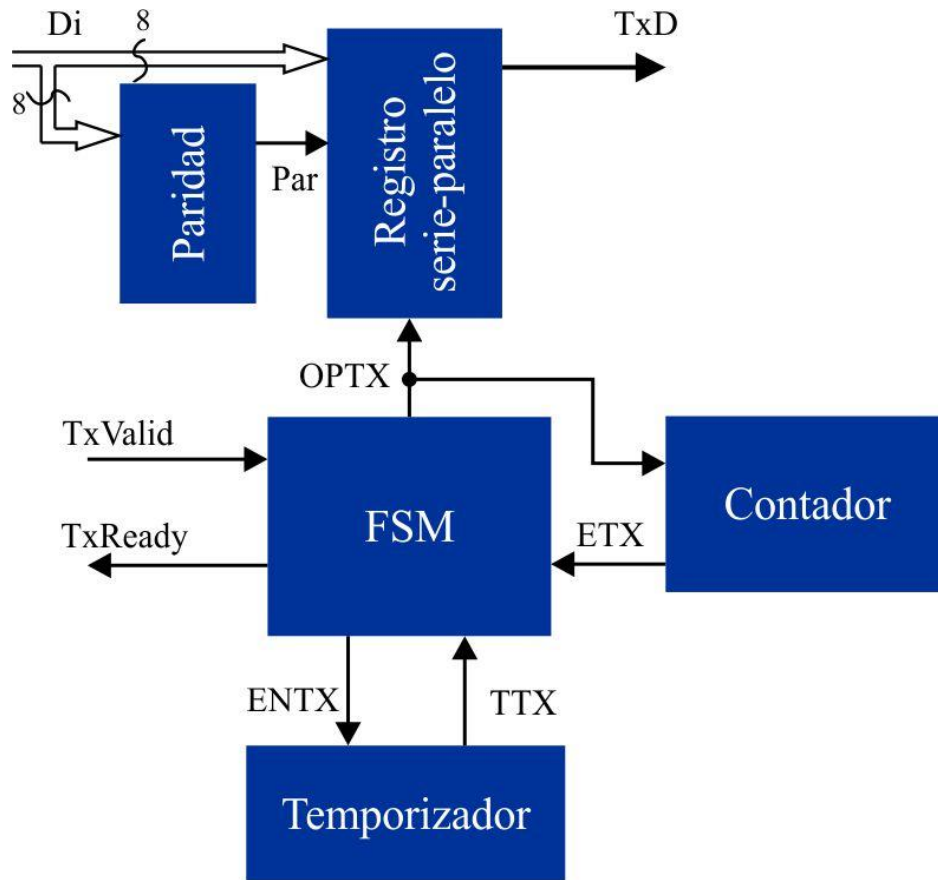 Di
8
TxD
8
Paridad
Par
Registro
serie-paralelo
OPTX
TxValid
FSM
Contador
TxReady
ETX
ENTX
TTX
Temporizador